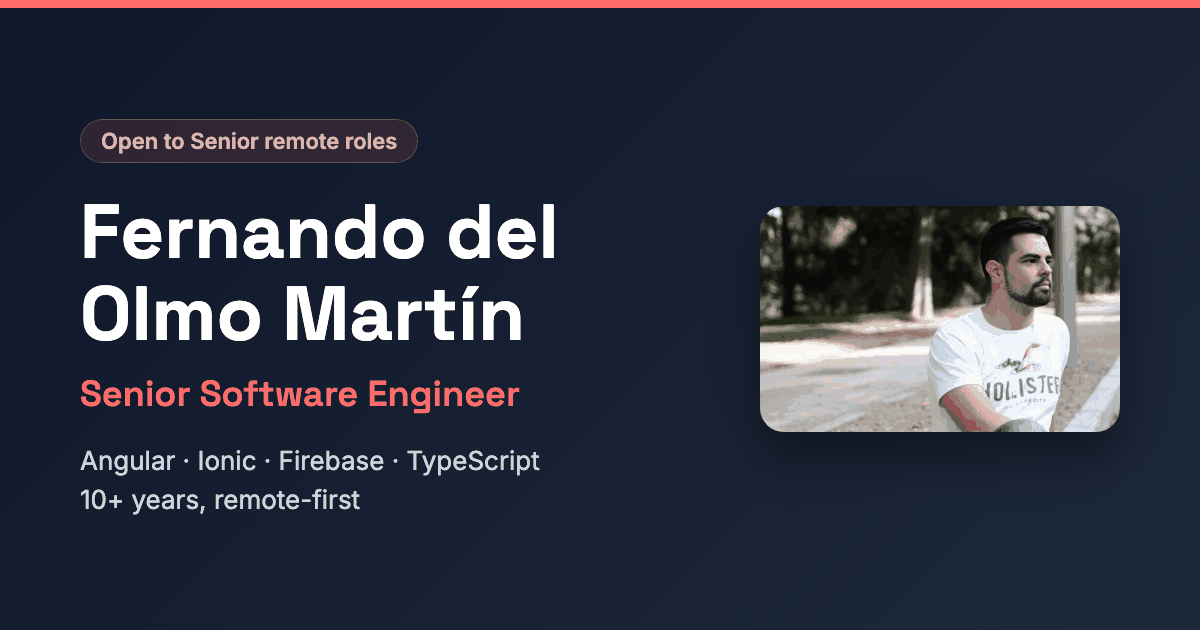 Open to Senior remote roles
Fernando del
Olmo Martín
Senior Software Engineer
Angular · Ionic · Firebase · TypeScript
10+ years, remote-first
HOLLISTER